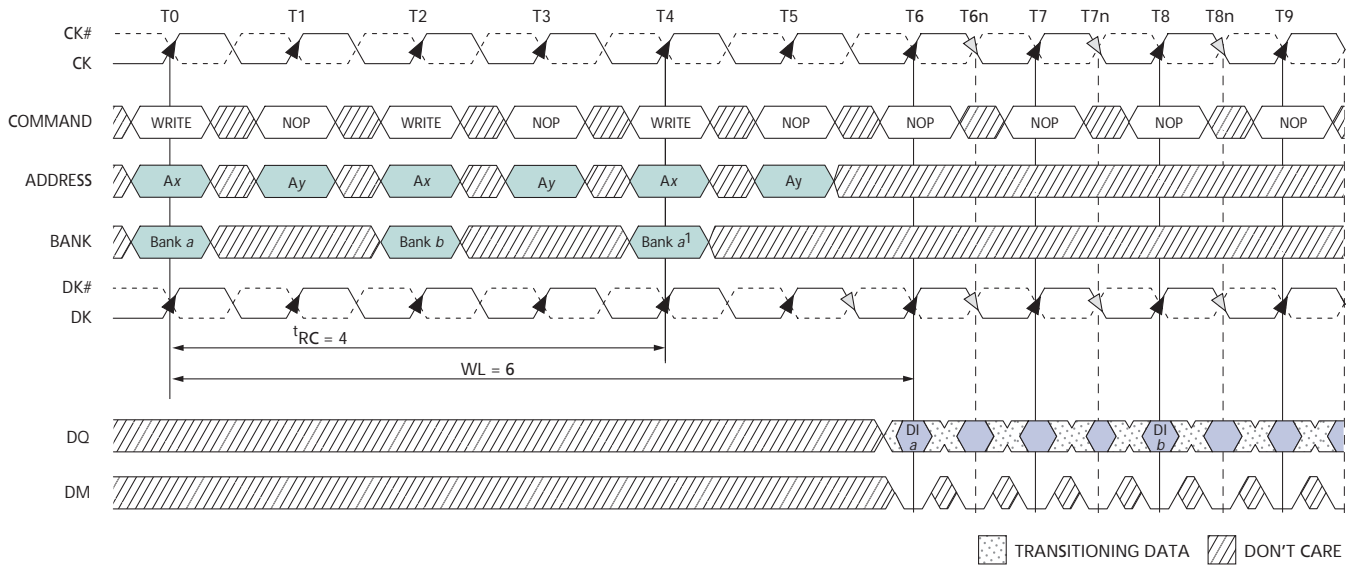 T0 T1 T2 T3 T4 T5 T6 T6n T7 T7n T8 T8n T9
CK#
CK
COMMAND WRITE NOP WRITE NOP WRITE NOP NOP NOP NOP NOP
ADDRESS Ax Ay Ax Ay Ax Ay
BANK Bank a Bank b Bank a1
DK#
DK
tRC = 4
WL = 6
DQ DI a DI b
DM
TRANSITIONING DATA DON'T CARE